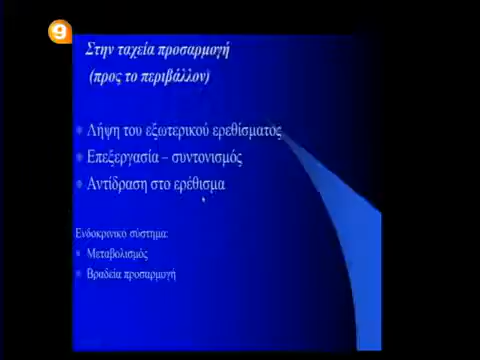 9
Στην ταχεία προσαρμογή
(προς το περιβάλλον)
Λήψη του εξωτερικού ερεθίσματος
Επεξεργασία – συντονισμός
Αντίδραση στο ερέθισμα
Ενδοκρινικό σύστημα:
Μεταβολισμός
Βραδεία προσαρμογή